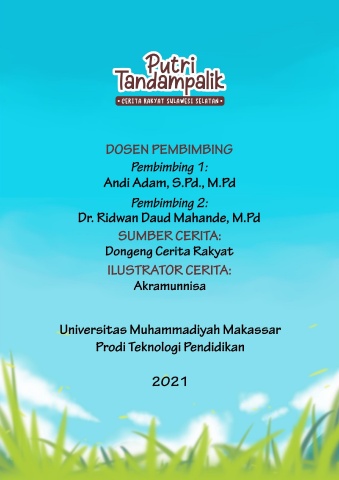 Putri
Tandampalik
• CERITA RAKYAT SULAWESI SELATAN •
DOSEN PEMBIMBING
Pembimbing 1:
Andi Adam, S.Pd., M.Pd
Pembimbing 2:
Dr. Ridwan Daud Mahande, M.Pd
SUMBER CERITA:
Dongeng Cerita Rakyat
ILUSTRATOR CERITA:
Akramunnisa
Universitas Muhammadiyah Makassar
Prodi Teknologi Pendidikan
2021